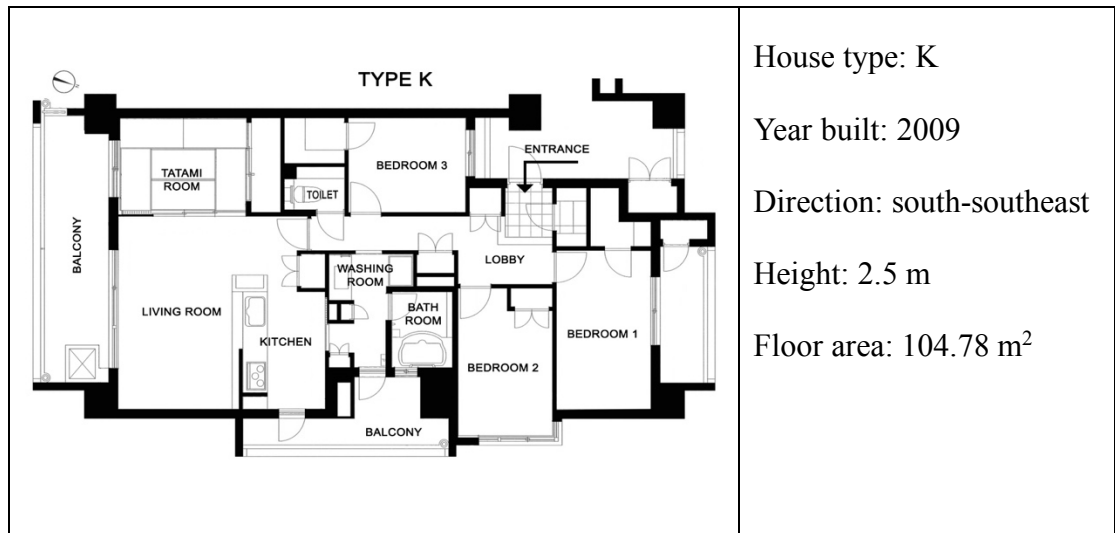 TYPE K
ENTRANCE
BEDROOM 3
TATAMI
ROOM
TOILET
BALCONY
LOBBY
WASHING
ROOM
LIVING ROOM
BATH
ROOM
KITCHEN
BEDROOM 1
BEDROOM 2
BALCONY
House type: K
Year built: 2009
Direction: south-southeast
Height: 2.5 m
Floor area: 104.78 m²